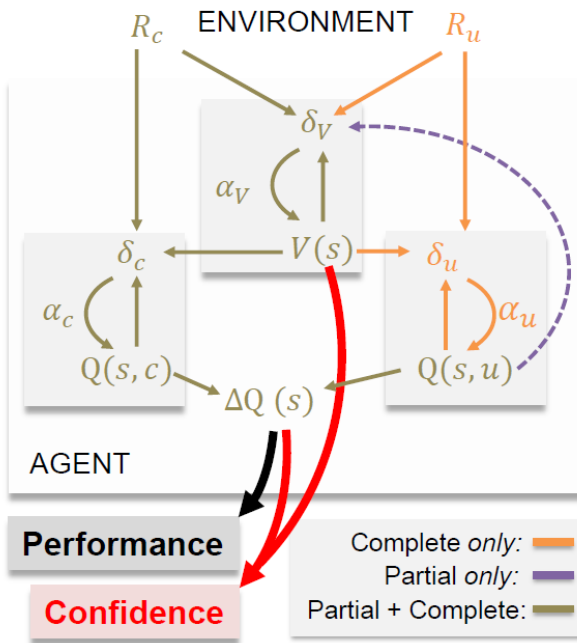 ENVIRONMENT
R_c
R_u
δ_V
α_V
V(s)
δ_c
δ_u
α_c
α_u
Q(s, c)
Q(s, u)
ΔQ (s)
AGENT
Performance
Confidence
Complete only:
Partial only:
Partial + Complete: